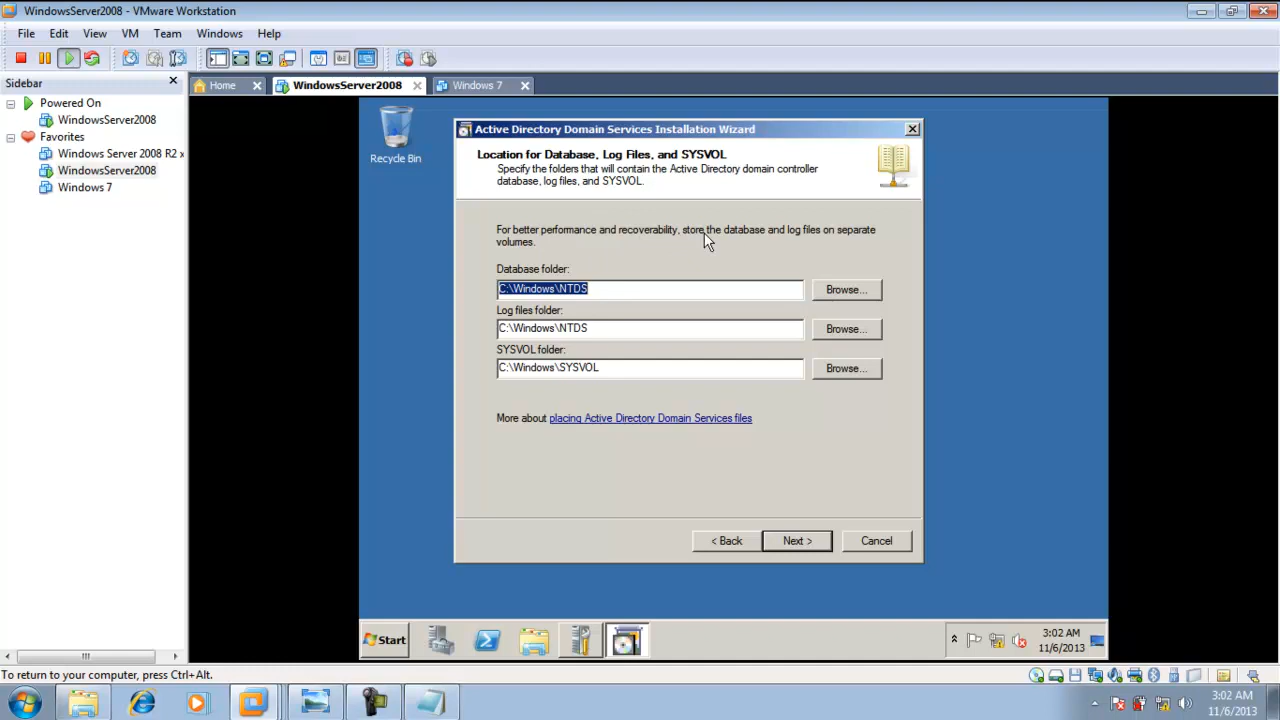 WindowsServer2008 - VMware Workstation
File Edit View VM Team Windows Help
Sidebar
Home
WindowsServer2008
Windows 7
Powered On
WindowsServer2008
Favorites
Windows Server 2008 R2 x
WindowsServer2008
Windows 7
Recycle Bin
Active Directory Domain Services Installation Wizard
Location for Database, Log Files, and SYSVOL
Specify the folders that will contain the Active Directory domain controller
database, log files, and SYSVOL.
For better performance and recoverability, store the database and log files on separate
volumes.
Database folder:
C:\Windows\NTDS
Browse...
Log files folder:
C:\Windows\NTDS
Browse...
SYSVOL folder:
C:\Windows\SYSVOL
Browse...
More about placing Active Directory Domain Services files
< Back
Next >
Cancel
Start
3:02 AM
11/6/2013
To return to your computer, press Ctrl+Alt.
3:02 AM
11/6/2013